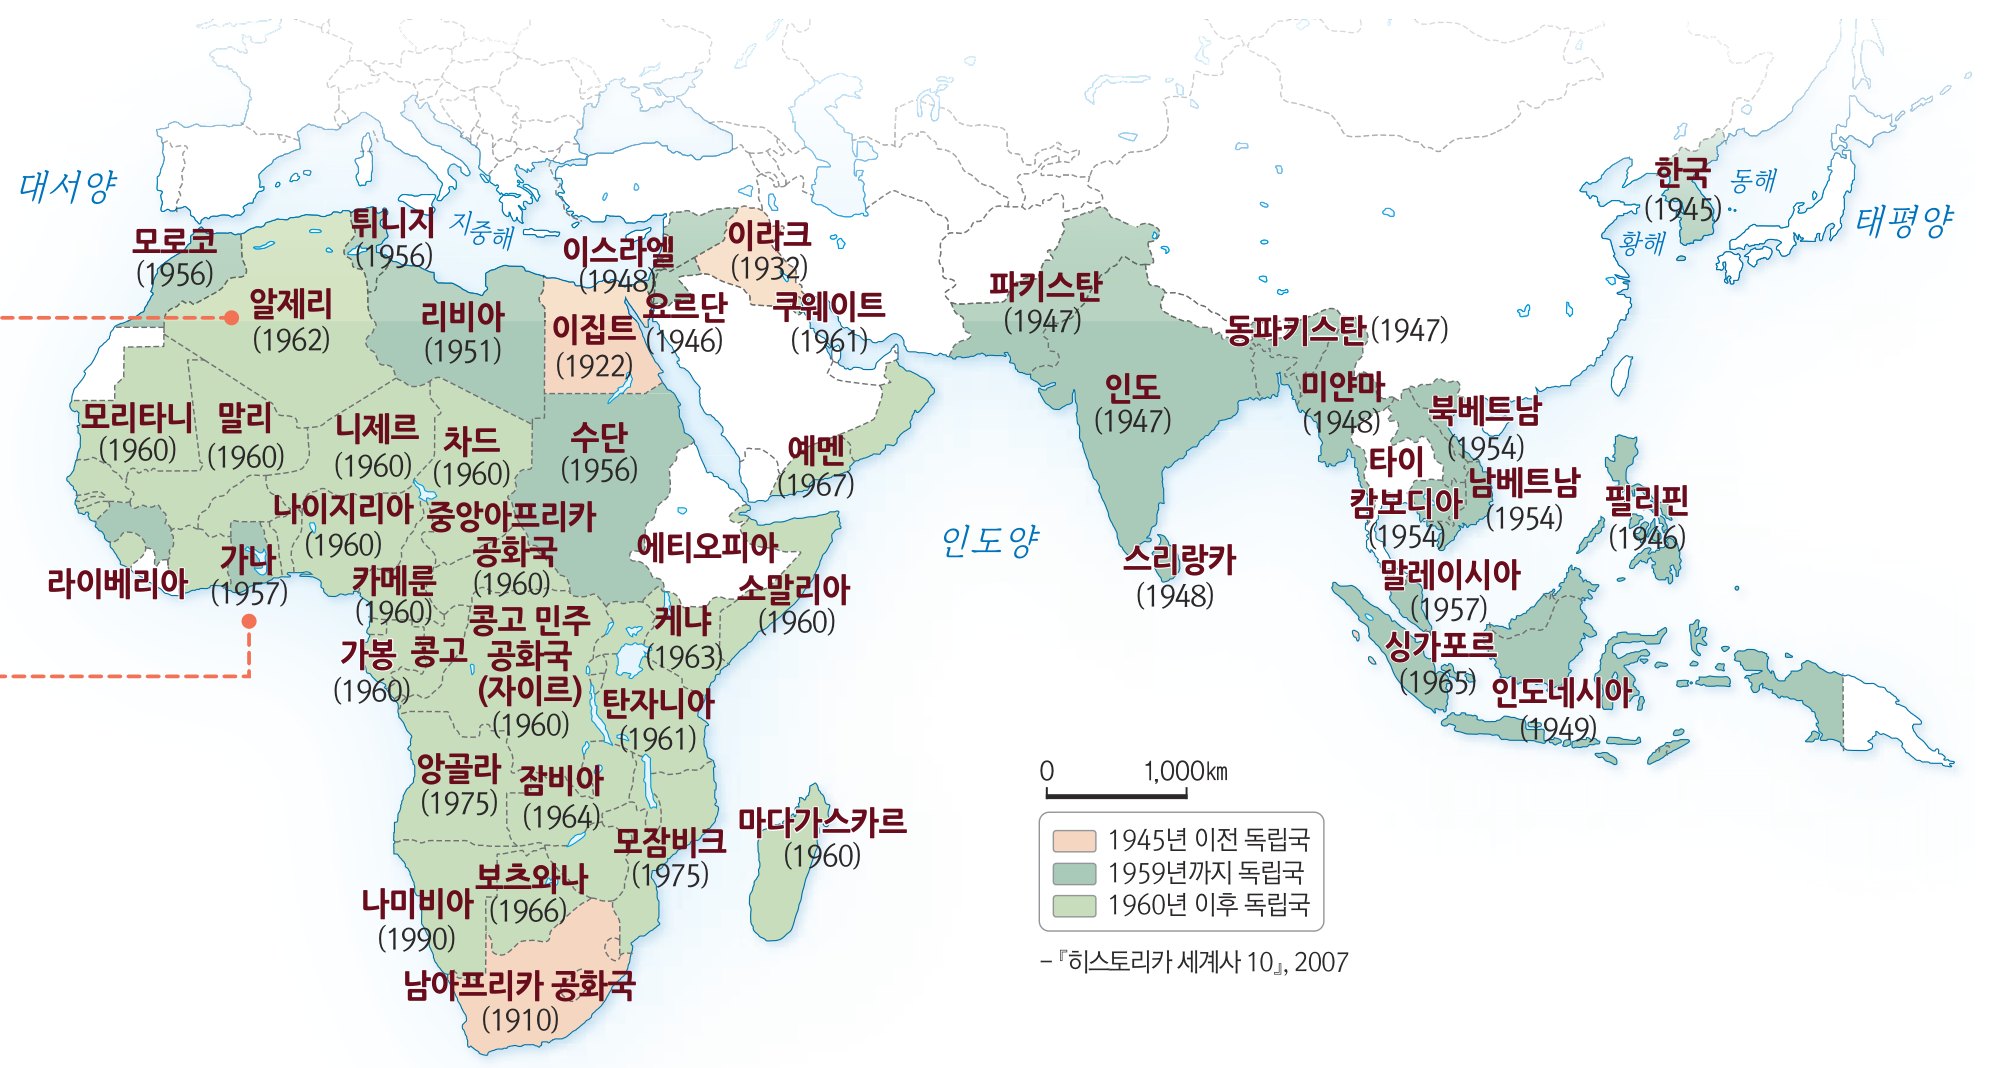 대서양
지중해
인도양
황해
동해
태평양
모로코
(1956)
튀니지
(1956)
알제리
(1962)
리비아
(1951)
이집트
(1922)
이스라엘
(1948)
요르단
(1946)
이라크
(1932)
쿠웨이트
(1961)
모리타니
(1960)
말리
(1960)
니제르
(1960)
차드
(1960)
수단
(1956)
예멘
(1967)
나이지리아
(1960)
중앙아프리카
공화국
(1960)
에티오피아
소말리아
(1960)
라이베리아
가나
(1957)
카메룬
(1960)
가봉
(1960)
콩고
콩고 민주
공화국
(자이르)
(1960)
케냐
(1963)
탄자니아
(1961)
앙골라
(1975)
잠비아
(1964)
모잠비크
(1975)
마다가스카르
(1960)
나미비아
(1990)
보츠와나
(1966)
남아프리카 공화국
(1910)
파키스탄
(1947)
동파키스탄(1947)
인도
(1947)
스리랑카
(1948)
미얀마
(1948)
타이
북베트남
(1954)
남베트남
(1954)
캄보디아
(1954)
말레이시아
(1957)
싱가포르
(1965)
인도네시아
(1949)
필리핀
(1946)
한국
(1945)
0 1,000km
1945년 이전 독립국
1959년까지 독립국
1960년 이후 독립국
–『히스토리카 세계사 10』, 2007